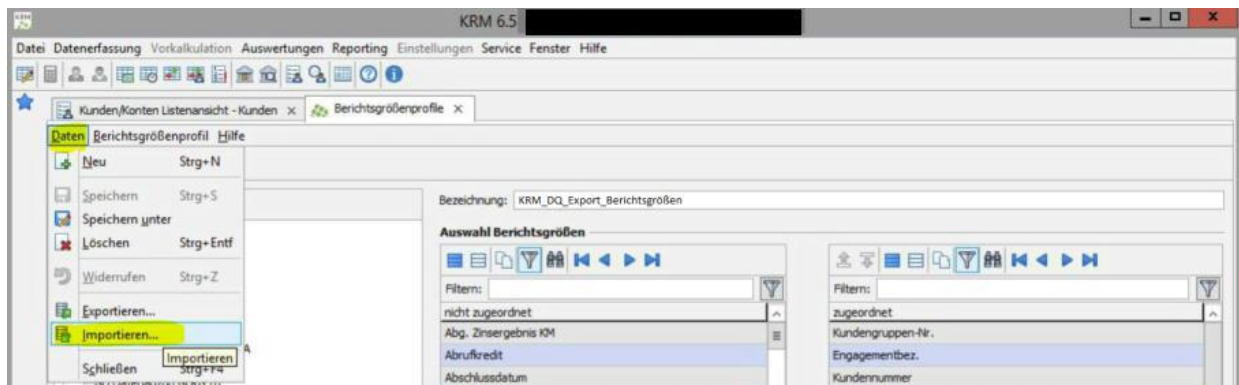 KRM 6.5
Datei Datenerfassung Vorkalkulation Auswertungen Reporting Einstellungen Service Fenster Hilfe
Kunden/Konten Listenansicht - Kunden
Berichtsgrößenprofile
Daten Berichtsgrößenprofil Hilfe
Neu Strg+N
Speichern Strg+S
Speichern unter
Löschen Strg+Entf
Widerrufen Strg+Z
Exportieren...
Importieren...
Importieren
Schließen Strg+F4
Bezeichnung: KRM_DQ_Export_Berichtsgrößen
Auswahl Berichtsgrößen
Filtern:
nicht zugeordnet
Abg. Zinsergebnis KM
Abrufkredit
Abschlussdatum
Filtern:
zugeordnet
Kundengruppen-Nr.
Engagementbez.
Kundennummer